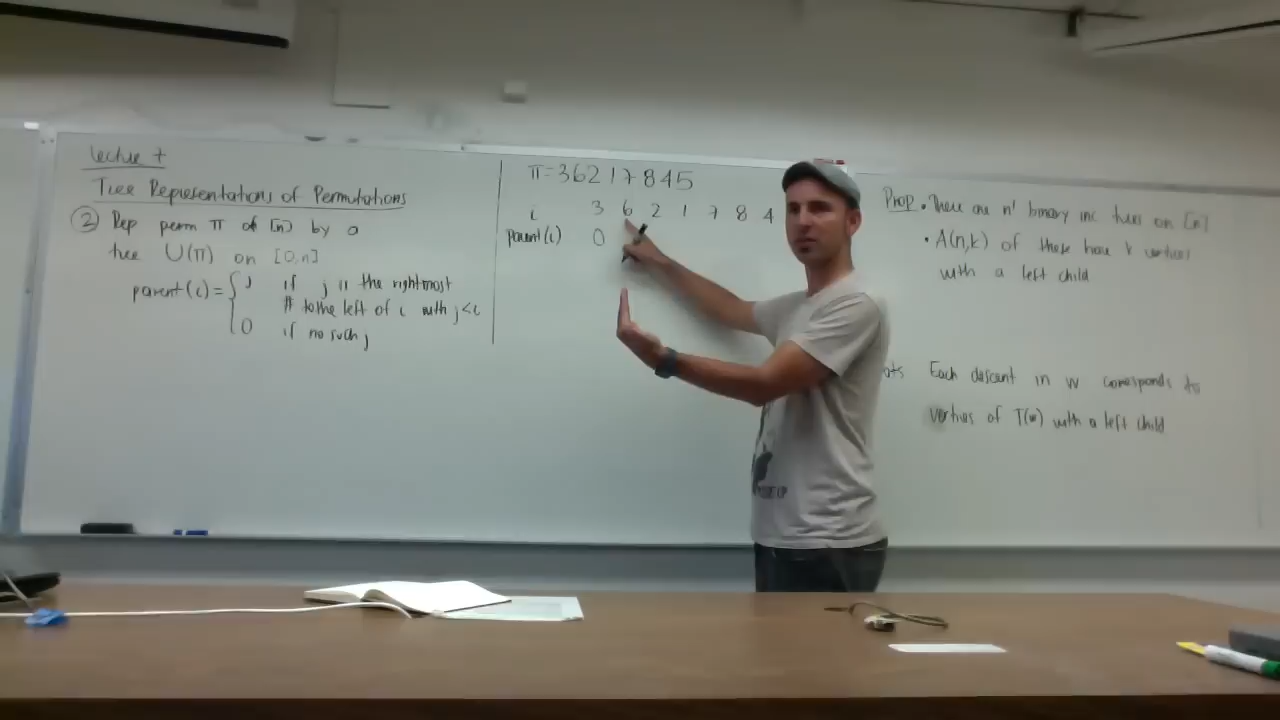 Lecture 7
Tree Representations of Permutations
② Rep perm π of [n] by a
tree U(π) on [0,n]
parent(i) = { j if j is the rightmost
# to the left of i with j<i
0 if no such j
π=36217845
i 3 6 2 1 7 8 4
parent(i) 0
Prop • There are n! binary inc trees on [n]
• A(n,k) of these have k vertices
with a left child
Each descent in w corresponds to
vertices of T(w) with a left child